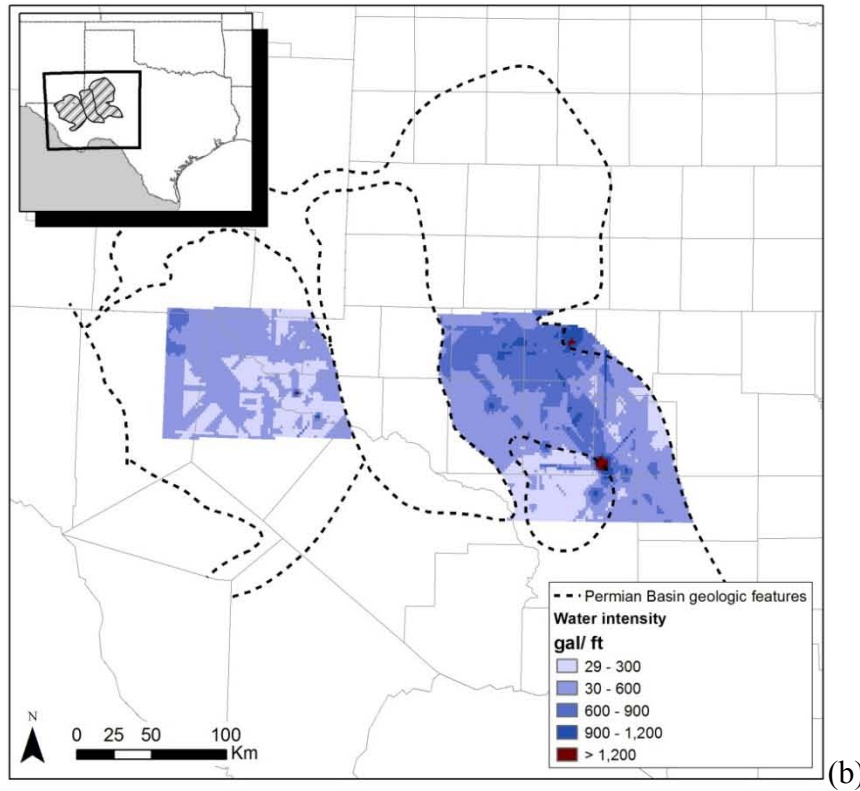 Permian Basin geologic features
Water intensity
gal/ ft
29 - 300
30 - 600
600 - 900
900 - 1,200
> 1,200
N
0 25 50 100
Km
(b)